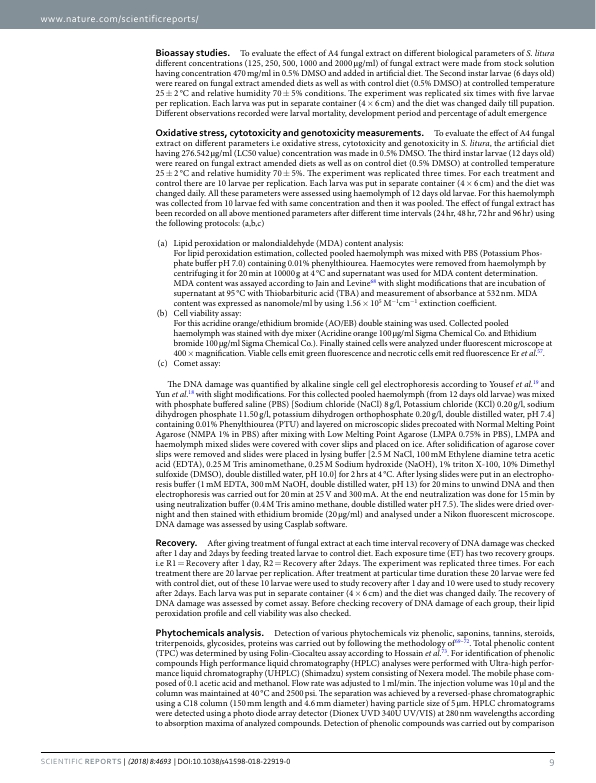 www.nature.com/scientificreports/
Bioassay studies. To evaluate the effect of A4 fungal extract on different biological parameters of S. litura
different concentrations (125, 250, 500, 1000 and 2000 μg/ml) of fungal extract were made from stock solution
having concentration 470 mg/ml in 0.5% DMSO and added in artificial diet. The Second instar larvae (6 days old)
were reared on fungal extract amended diets as well as with control diet (0.5% DMSO) at controlled temperature
25 ± 2 °C and relative humidity 70 ± 5% conditions. The experiment was replicated six times with five larvae
per replication. Each larva was put in separate container (4 × 6 cm) and the diet was changed daily till pupation.
Different observations recorded were larval mortality, development period and percentage of adult emergence
Oxidative stress, cytotoxicity and genotoxicity measurements. To evaluate the effect of A4 fungal
extract on different parameters i.e oxidative stress, cytotoxicity and genotoxicity in S. litura, the artificial diet
having 276.542 μg/ml (LC50 value) concentration was made in 0.5% DMSO. The third instar larvae (12 days old)
were reared on fungal extract amended diets as well as on control diet (0.5% DMSO) at controlled temperature
25 ± 2 °C and relative humidity 70 ± 5%. The experiment was replicated three times. For each treatment and
control there are 10 larvae per replication. Each larva was put in separate container (4 × 6 cm) and the diet was
changed daily. All these parameters were assessed using haemolymph of 12 days old larvae. For this haemolymph
was collected from 10 larvae fed with same concentration and then it was pooled. The effect of fungal extract has
been recorded on all above mentioned parameters after different time intervals (24 hr, 48 hr, 72 hr and 96 hr) using
the following protocols: (a,b,c)
(a) Lipid peroxidation or malondialdehyde (MDA) content analysis:
For lipid peroxidation estimation, collected pooled haemolymph was mixed with PBS (Potassium Phos-
phate buffer pH 7.0) containing 0.01% phenylthiourea. Haemocytes were removed from haemolymph by
centrifuging it for 20 min at 10000 g at 4 °C and supernatant was used for MDA content determination.
MDA content was assayed according to Jain and Levine68 with slight modifications that are incubation of
supernatant at 95 °C with Thiobarbituric acid (TBA) and measurement of absorbance at 532 nm. MDA
content was expressed as nanomole/ml by using 1.56 × 10⁵ M⁻¹cm⁻¹ extinction coefficient.
(b) Cell viability assay:
For this acridine orange/ethidium bromide (AO/EB) double staining was used. Collected pooled
haemolymph was stained with dye mixer (Acridine orange 100 μg/ml Sigma Chemical Co. and Ethidium
bromide 100 μg/ml Sigma Chemical Co.). Finally stained cells were analyzed under fluorescent microscope at
400 × magnification. Viable cells emit green fluorescence and necrotic cells emit red fluorescence Er et al.57.
(c) Comet assay:
The DNA damage was quantified by alkaline single cell gel electrophoresis according to Yousef et al.19 and
Yun et al.18 with slight modifications. For this collected pooled haemolymph (from 12 days old larvae) was mixed
with phosphate buffered saline (PBS) [Sodium chloride (NaCl) 8 g/l, Potassium chloride (KCl) 0.20 g/l, sodium
dihydrogen phosphate 11.50 g/l, potassium dihydrogen orthophosphate 0.20 g/l, double distilled water, pH 7.4]
containing 0.01% Phenylthiourea (PTU) and layered on microscopic slides precoated with Normal Melting Point
Agarose (NMPA 1% in PBS) after mixing with Low Melting Point Agarose (LMPA 0.75% in PBS), LMPA and
haemolymph mixed slides were covered with cover slips and placed on ice. After solidification of agarose cover
slips were removed and slides were placed in lysing buffer [2.5 M NaCl, 100 mM Ethylene diamine tetra acetic
acid (EDTA), 0.25 M Tris aminomethane, 0.25 M Sodium hydroxide (NaOH), 1% triton X-100, 10% Dimethyl
sulfoxide (DMSO), double distilled water, pH 10.0] for 2 hrs at 4 °C. After lysing slides were put in an electropho-
resis buffer (1 mM EDTA, 300 mM NaOH, double distilled water, pH 13) for 20 mins to unwind DNA and then
electrophoresis was carried out for 20 min at 25 V and 300 mA. At the end neutralization was done for 15 min by
using neutralization buffer (0.4 M Tris amino methane, double distilled water pH 7.5). The slides were dried over-
night and then stained with ethidium bromide (20 μg/ml) and analysed under a Nikon fluorescent microscope.
DNA damage was assessed by using Casplab software.
Recovery. After giving treatment of fungal extract at each time interval recovery of DNA damage was checked
after 1 day and 2days by feeding treated larvae to control diet. Each exposure time (ET) has two recovery groups.
i.e R1 = Recovery after 1 day, R2 = Recovery after 2days. The experiment was replicated three times. For each
treatment there are 20 larvae per replication. After treatment at particular time duration these 20 larvae were fed
with control diet, out of these 10 larvae were used to study recovery after 1 day and 10 were used to study recovery
after 2days. Each larva was put in separate container (4 × 6 cm) and the diet was changed daily. The recovery of
DNA damage was assessed by comet assay. Before checking recovery of DNA damage of each group, their lipid
peroxidation profile and cell viability was also checked.
Phytochemicals analysis. Detection of various phytochemicals viz phenolic, saponins, tannins, steroids,
triterpenoids, glycosides, proteins was carried out by following the methodology of69–72. Total phenolic content
(TPC) was determined by using Folin-Ciocalteu assay according to Hossain et al.73. For identification of phenolic
compounds High performance liquid chromatography (HPLC) analyses were performed with Ultra-high perfor-
mance liquid chromatography (UHPLC) (Shimadzu) system consisting of Nexera model. The mobile phase com-
posed of 0.1 acetic acid and methanol. Flow rate was adjusted to 1 ml/min. The injection volume was 10 μl and the
column was maintained at 40 °C and 2500 psi. The separation was achieved by a reversed-phase chromatographic
using a C18 column (150 mm length and 4.6 mm diameter) having particle size of 5 μm. HPLC chromatograms
were detected using a photo diode array detector (Dionex UVD 340U UV/VIS) at 280 nm wavelengths according
to absorption maxima of analyzed compounds. Detection of phenolic compounds was carried out by comparison
SCIENTIFIC REPORTS | (2018) 8:4693 | DOI:10.1038/s41598-018-22919-0
9